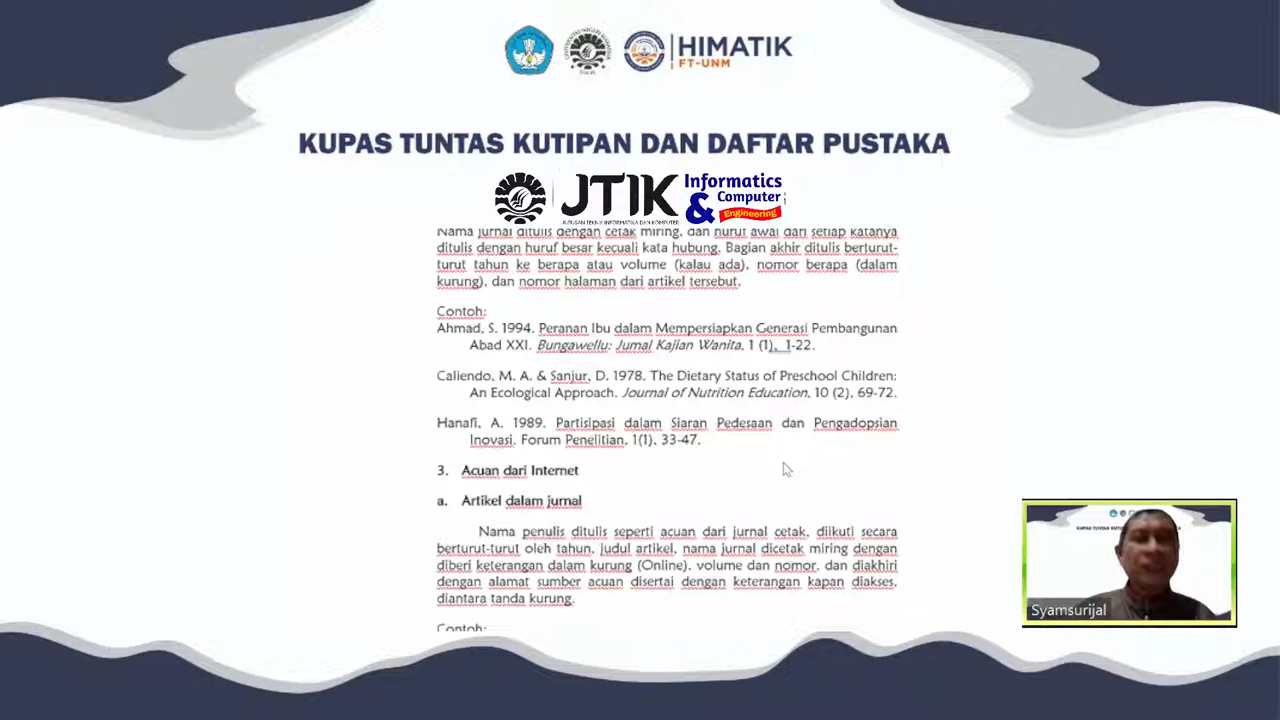 HIMATIK
FT-UNM
KUPAS TUNTAS KUTIPAN DAN DAFTAR PUSTAKA
JTIK
JURUSAN TEKNIK INFORMATIKA DAN KOMPUTER
Informatics
& Computer
Engineering
Nama jurnal ditulis dengan cetak miring, dan huruf awal dari setiap katanya
ditulis dengan huruf besar kecuali kata hubung. Bagian akhir ditulis berturut-
turut tahun ke berapa atau volume (kalau ada), nomor berapa (dalam
kurung), dan nomor halaman dari artikel tersebut.
Contoh:
Ahmad, S. 1994. Peranan Ibu dalam Mempersiapkan Generasi Pembangunan
Abad XXI. Bungawellu: Jurnal Kajian Wanita, 1 (1), 1-22.
Caliendo, M. A. & Sanjur, D. 1978. The Dietary Status of Preschool Children:
An Ecological Approach. Journal of Nutrition Education, 10 (2), 69-72.
Hanafi, A. 1989. Partisipasi dalam Siaran Pedesaan dan Pengadopsian
Inovasi. Forum Penelitian, 1(1), 33-47.
3. Acuan dari Internet
a. Artikel dalam jurnal
Nama penulis ditulis seperti acuan dari jurnal cetak, diikuti secara
berturut-turut oleh tahun, judul artikel, nama jurnal dicetak miring dengan
diberi keterangan dalam kurung (Online), volume dan nomor, dan diakhiri
dengan alamat sumber acuan disertai dengan keterangan kapan diakses,
diantara tanda kurung.
Contoh:
Syamsurijal